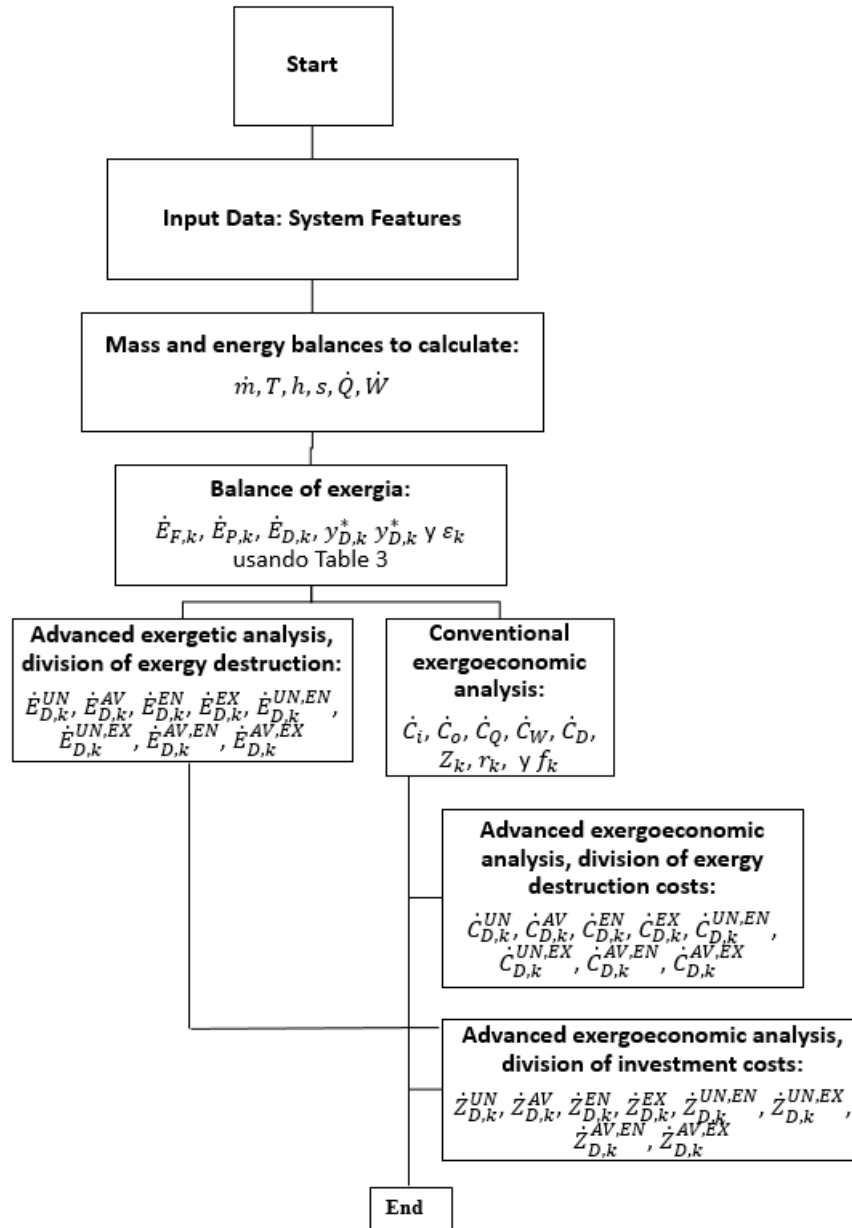 Start
Input Data: System Features
Mass and energy balances to calculate:
ṁ, T, h, s, Q̇, Ẇ
Balance of exergia:
Ė_{F,k}, Ė_{P,k}, Ė_{D,k}, y^*_{D,k} y^*_{D,k} y ε_k
usando Table 3
Advanced exergetic analysis,
division of exergy destruction:
Ė^{UN}_{D,k}, Ė^{AV}_{D,k}, Ė^{EN}_{D,k}, Ė^{EX}_{D,k}, Ė^{UN,EN}_{D,k},
Ė^{UN,EX}_{D,k}, Ė^{AV,EN}_{D,k}, Ė^{AV,EX}_{D,k}
Conventional
exergoeconomic
analysis:
Ċ_i, Ċ_o, Ċ_Q, Ċ_W, Ċ_D,
Z_k, r_k, y f_k
Advanced exergoeconomic
analysis, division of exergy
destruction costs:
Ċ^{UN}_{D,k}, Ċ^{AV}_{D,k}, Ċ^{EN}_{D,k}, Ċ^{EX}_{D,k}, Ċ^{UN,EN}_{D,k},
Ċ^{UN,EX}_{D,k}, Ċ^{AV,EN}_{D,k}, Ċ^{AV,EX}_{D,k}
Advanced exergoeconomic analysis,
division of investment costs:
Ż^{UN}_{D,k}, Ż^{AV}_{D,k}, Ż^{EN}_{D,k}, Ż^{EX}_{D,k}, Ż^{UN,EN}_{D,k}, Ż^{UN,EX}_{D,k},
Ż^{AV,EN}_{D,k}, Ż^{AV,EX}_{D,k}
End